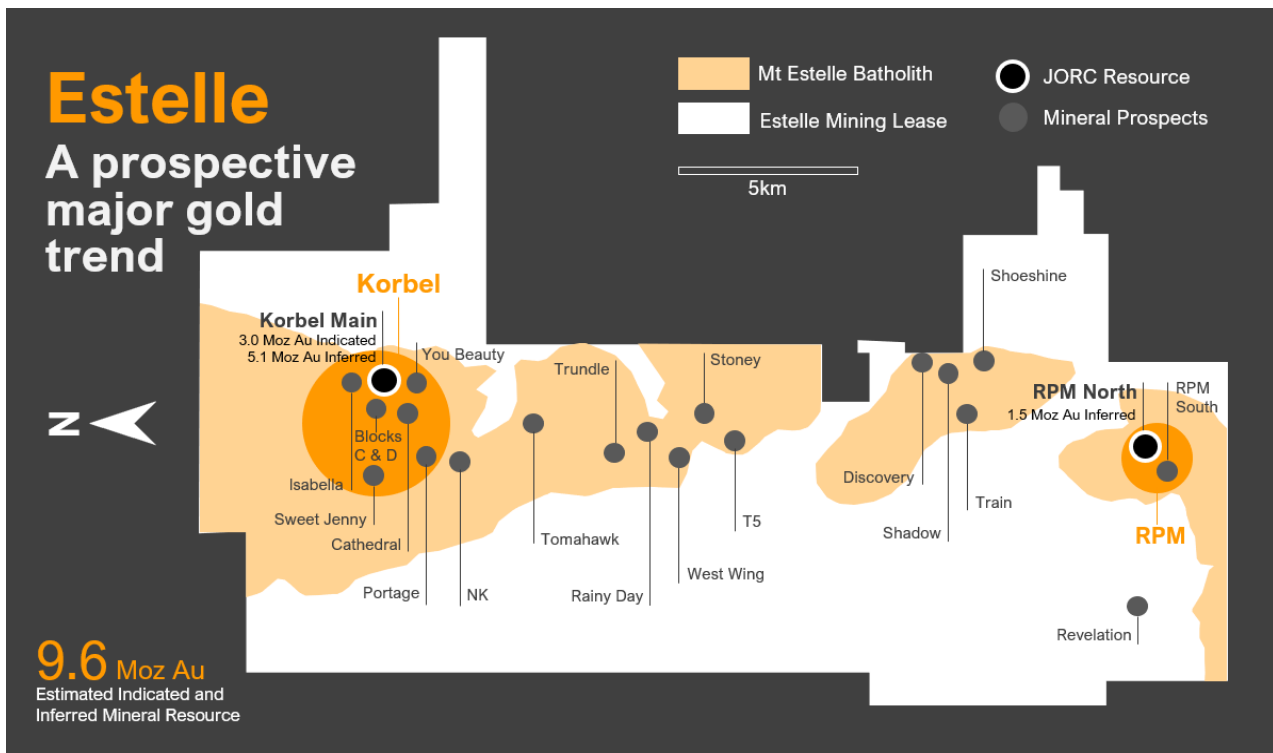 Estelle
A prospective
major gold
trend
Mt Estelle Batholith
JORC Resource
Estelle Mining Lease
Mineral Prospects
5km
Shoeshine
Korbel
Korbel Main
3.0 Moz Au Indicated
5.1 Moz Au Inferred
You Beauty
Trundle
Stoney
RPM North
1.5 Moz Au Inferred
RPM
South
N
Blocks
C & D
Isabella
Sweet Jenny
Cathedral
Portage
NK
Tomahawk
Rainy Day
West Wing
T5
Discovery
Shadow
Train
RPM
Revelation
9.6 Moz Au
Estimated Indicated and
Inferred Mineral Resource